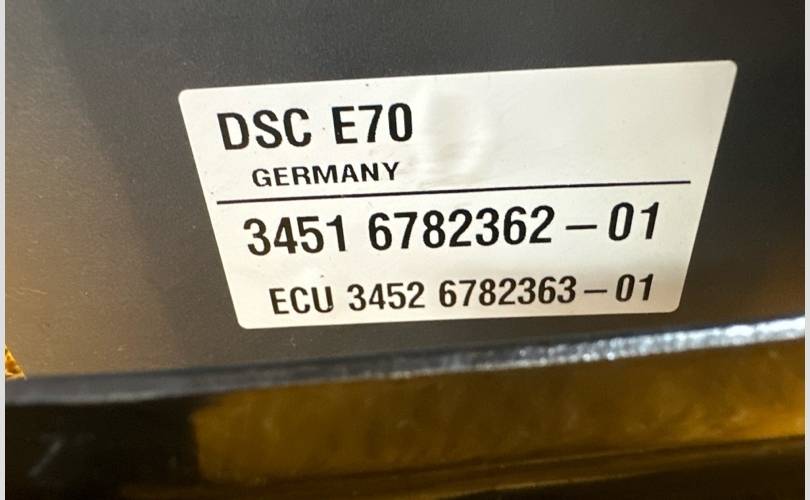 DSC E70
GERMANY
3451 6782362-01
ECU 3452 6782363-01